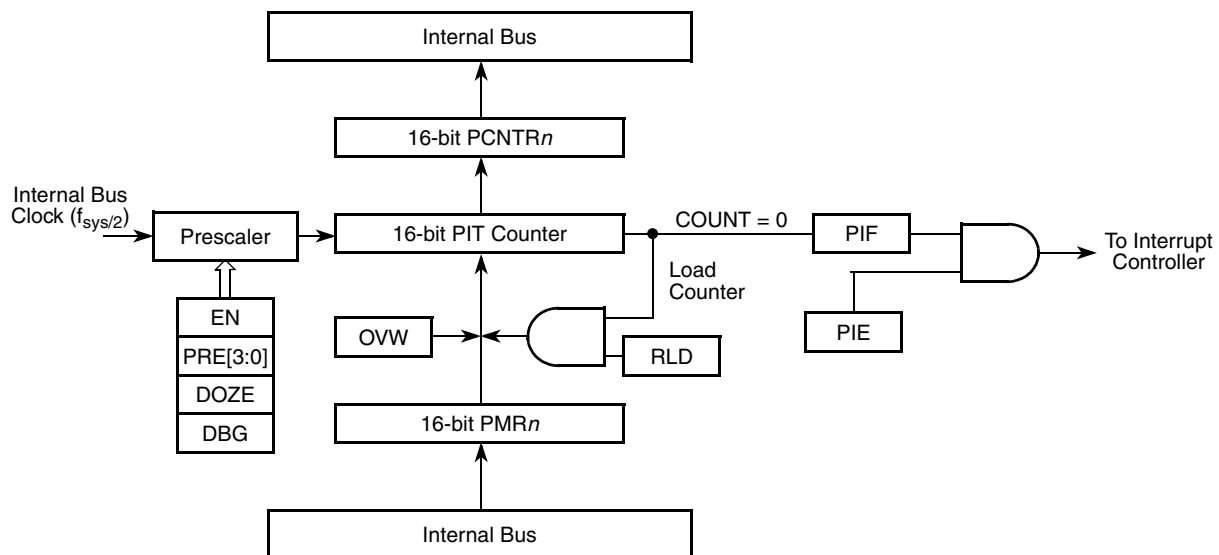 Internal Bus
16-bit PCNTRn
Internal Bus
Clock (fsys/2)
Prescaler
16-bit PIT Counter
COUNT = 0
PIF
To Interrupt
Controller
Load
Counter
EN
PRE[3:0]
DOZE
DBG
OVW
RLD
PIE
16-bit PMRn
Internal Bus